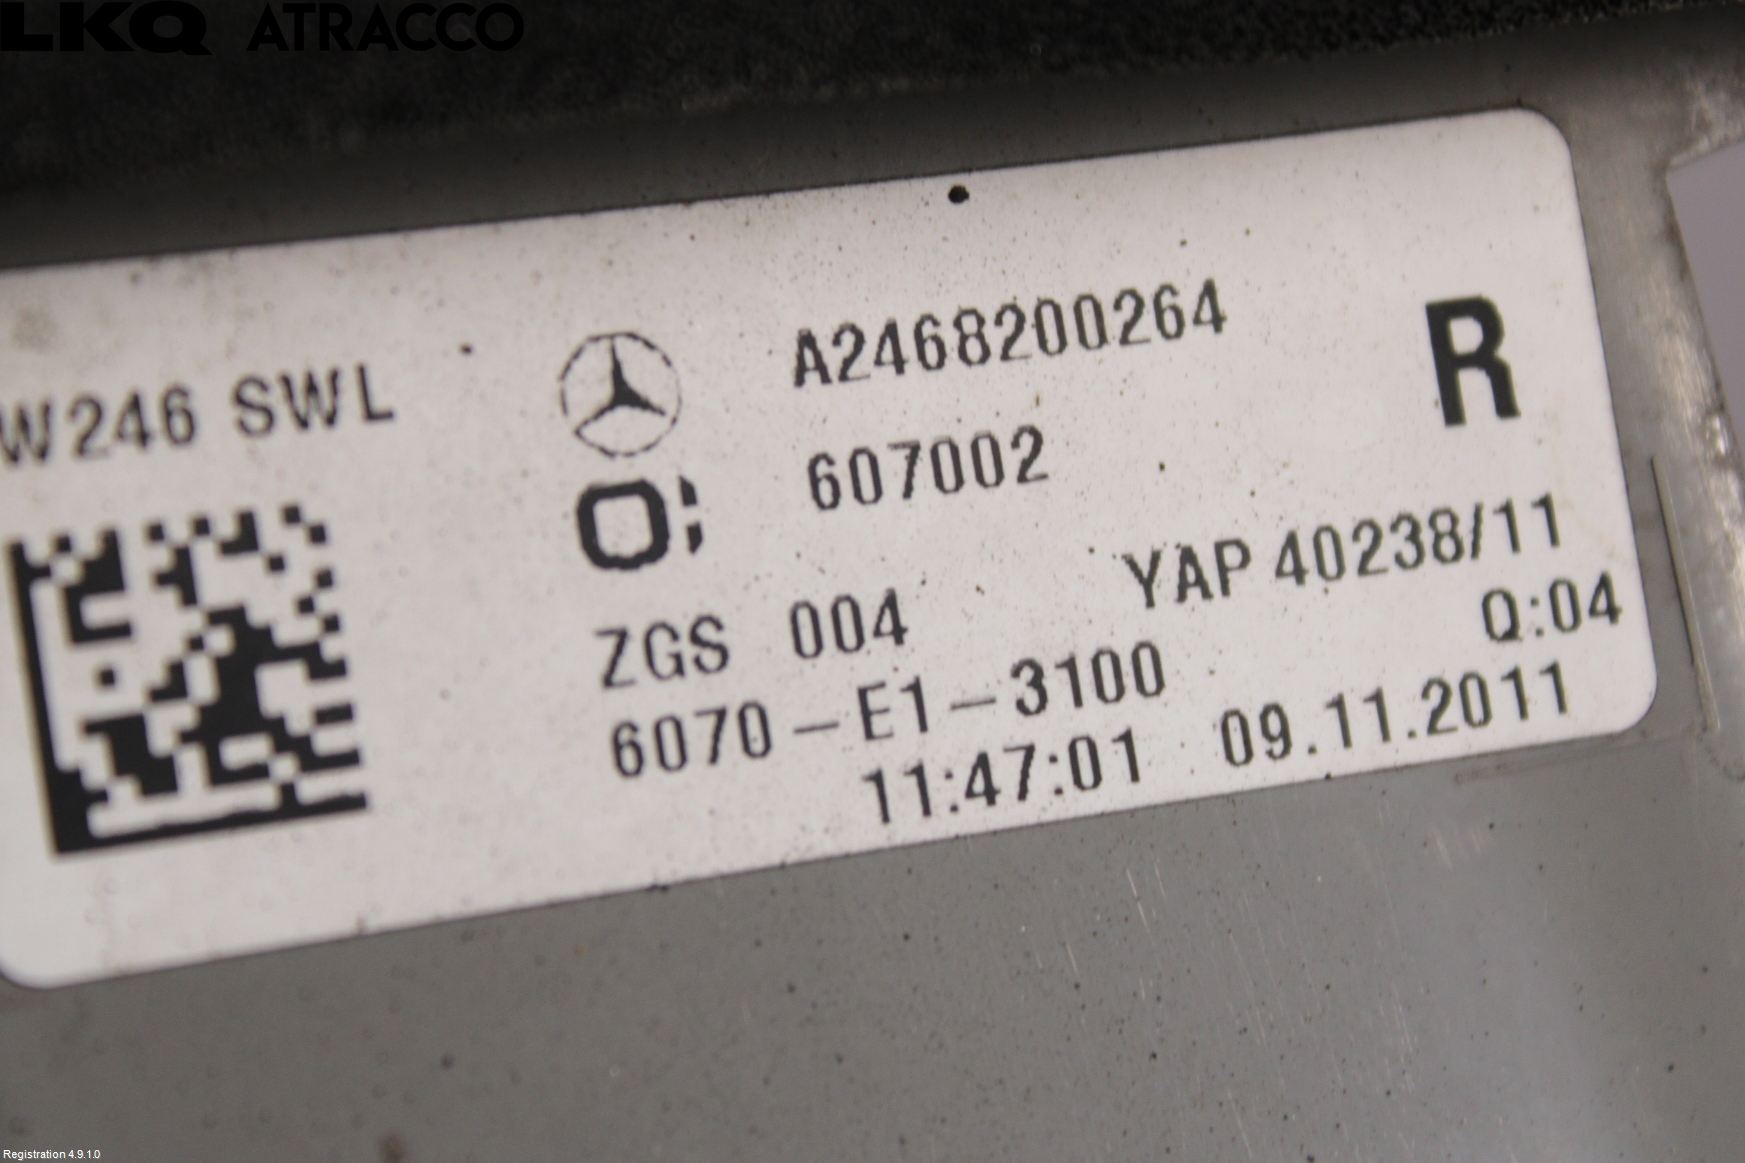 LKQ ATRACCO
W246 SWL
A2468200264
R
607002
YAP 40238/11
ZGS 004
Q:04
6070-E1-3100
11:47:01 09.11.2011
Registration 4.9.1.0